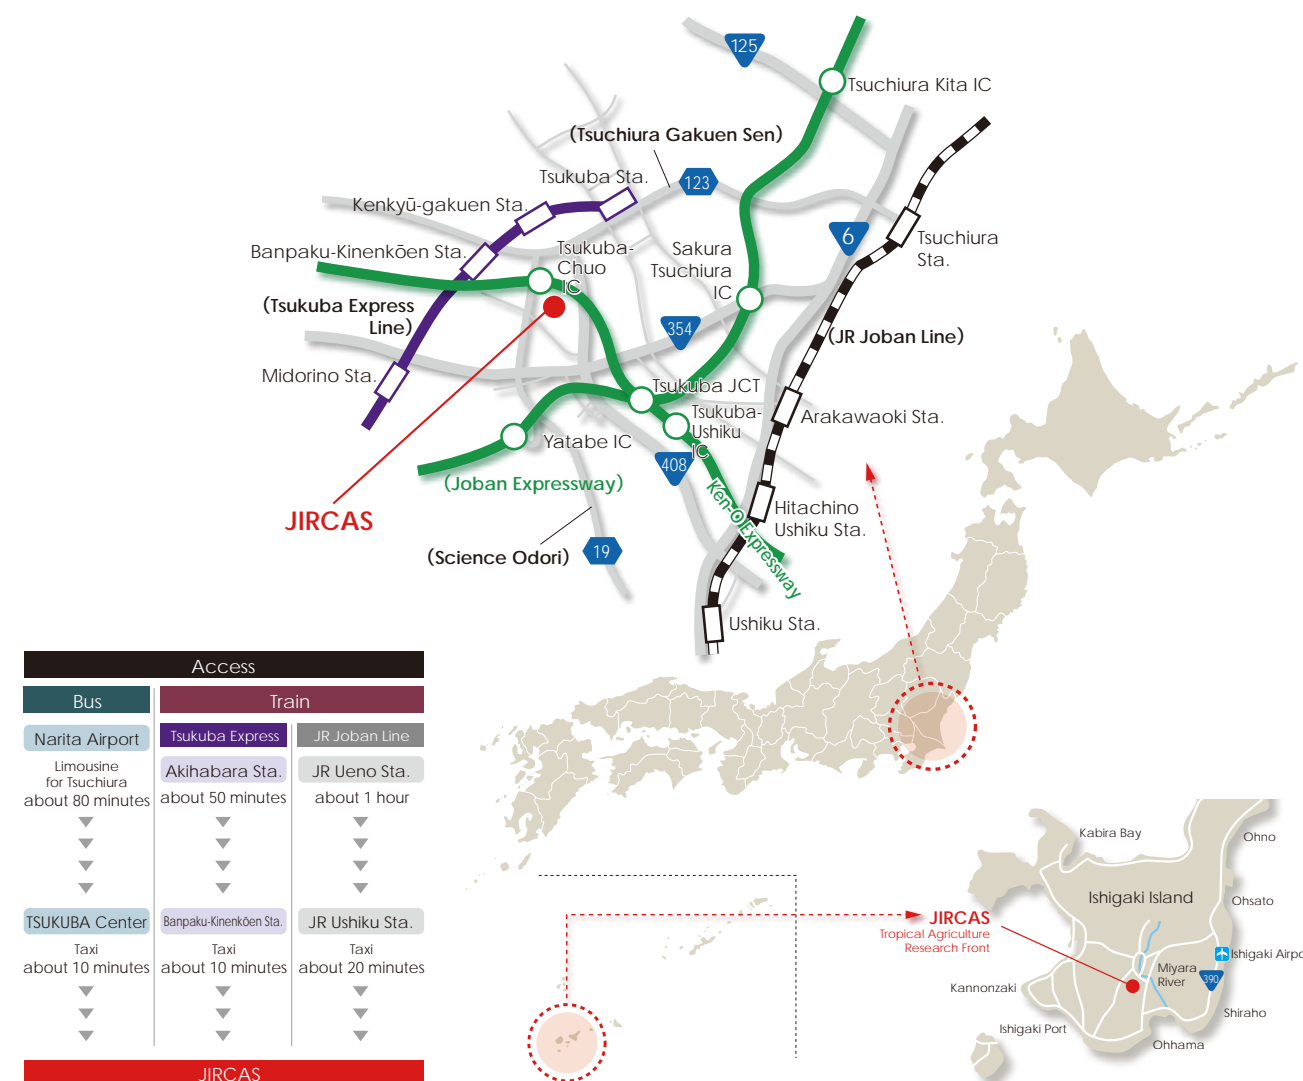 125
Tsuchiura Kita IC
(Tsuchiura Gakuen Sen)
123
Tsukuba Sta.
Kenkyū-gakuen Sta.
6
Tsuchiura
Sta.
Banpaku-Kinenkōen Sta.
Tsukuba-
Chuo
IC
Sakura
Tsuchiura
IC
(Tsukuba Express
Line)
354
(JR Joban Line)
Midorino Sta.
Tsukuba JCT
Tsukuba-
Ushiku
IC
Arakawaoki Sta.
Yatabe IC
408
(Joban Expressway)
Ken-O Expressway
JIRCAS
Hitachino
Ushiku Sta.
(Science Odori)
19
Ushiku Sta.
Access
Bus
Train
Narita Airport
Tsukuba Express
JR Joban Line
Limousine
for Tsuchiura
about 80 minutes
Akihabara Sta.
about 50 minutes
JR Ueno Sta.
about 1 hour
TSUKUBA Center
Banpaku-Kinenkōen Sta.
JR Ushiku Sta.
Taxi
about 10 minutes
Taxi
about 10 minutes
Taxi
about 20 minutes
JIRCAS
Kabira Bay
Ohno
Ishigaki Island
Ohsato
JIRCAS
Tropical Agriculture
Research Front
Ishigaki Airpo
Miyara
River
390
Kannonzaki
Shiraho
Ishigaki Port
Ohhama